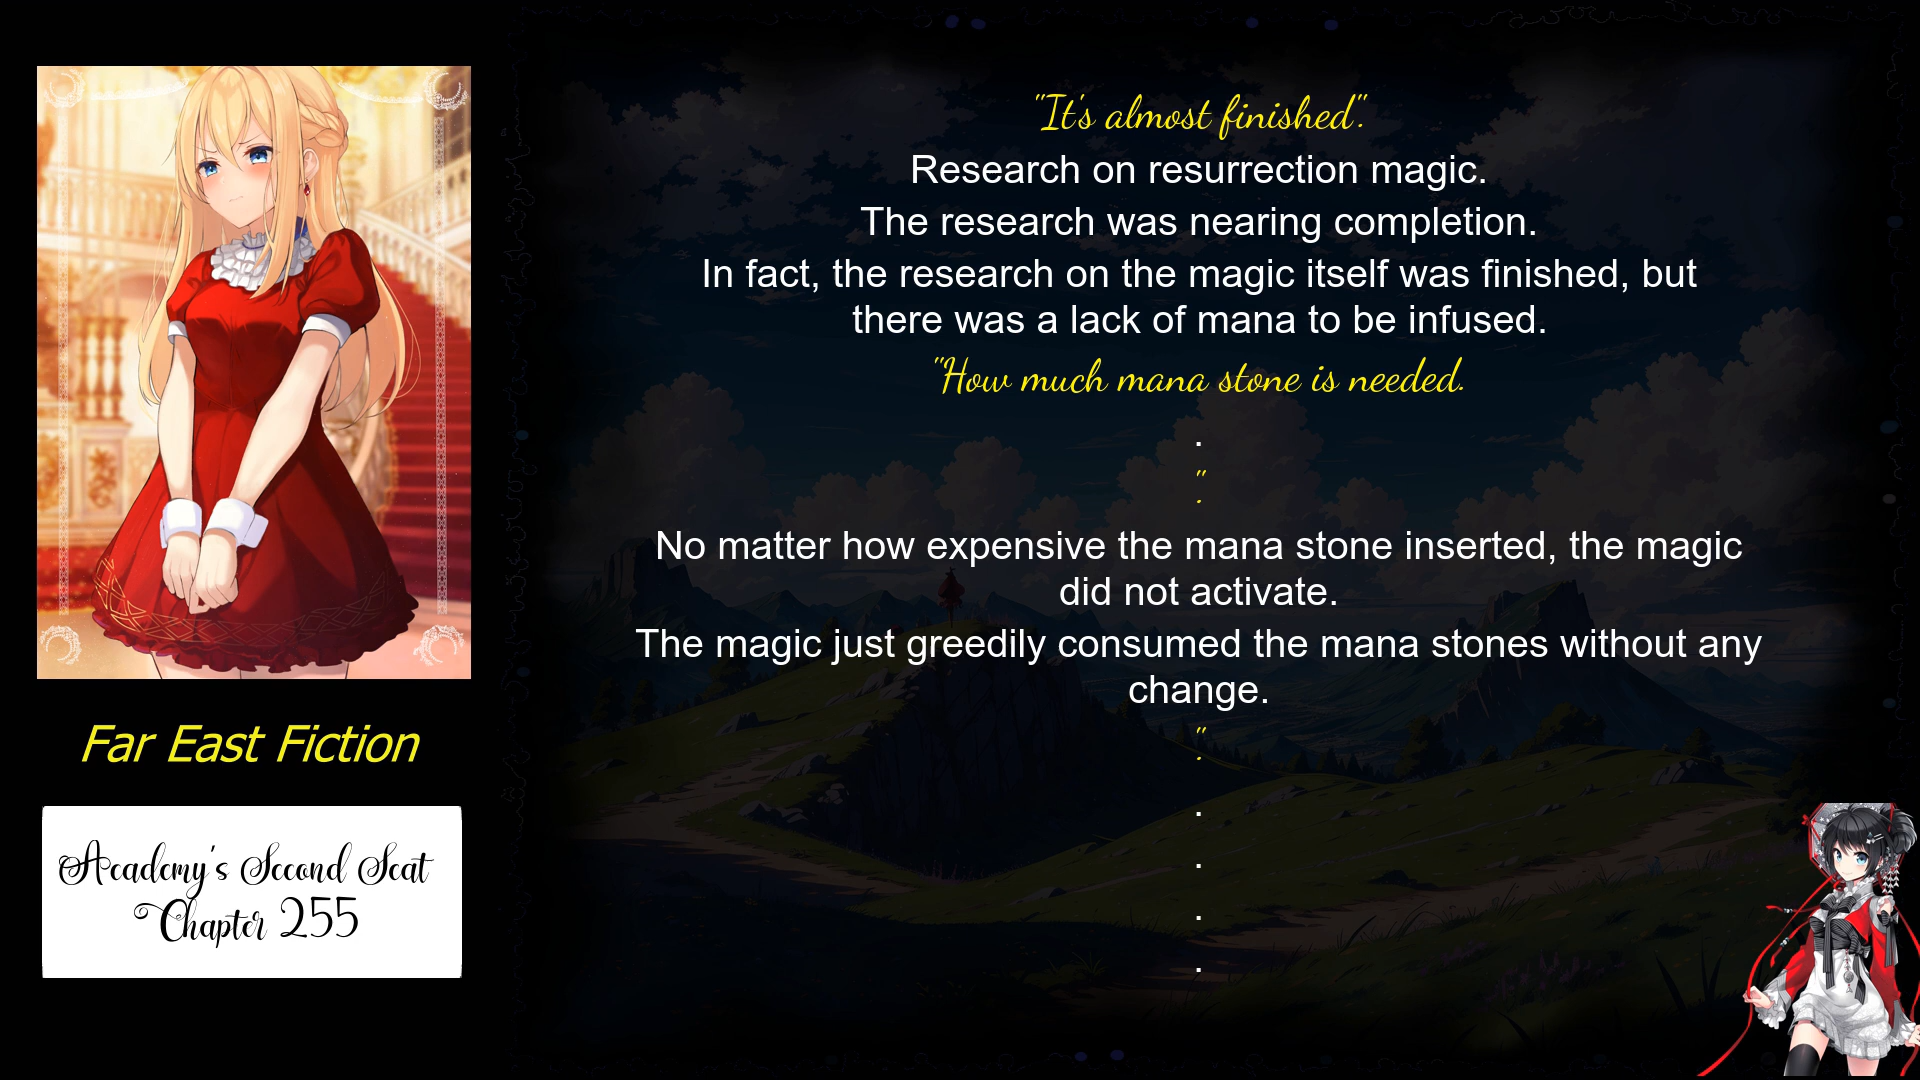 "It's almost finished".
Research on resurrection magic.
The research was nearing completion.
In fact, the research on the magic itself was finished, but
there was a lack of mana to be infused.
"How much mana stone is needed.
.
".
No matter how expensive the mana stone inserted, the magic
did not activate.
The magic just greedily consumed the mana stones without any
change.
".
.
.
.
.
Far East Fiction
Academy's Second Seat
Chapter 255